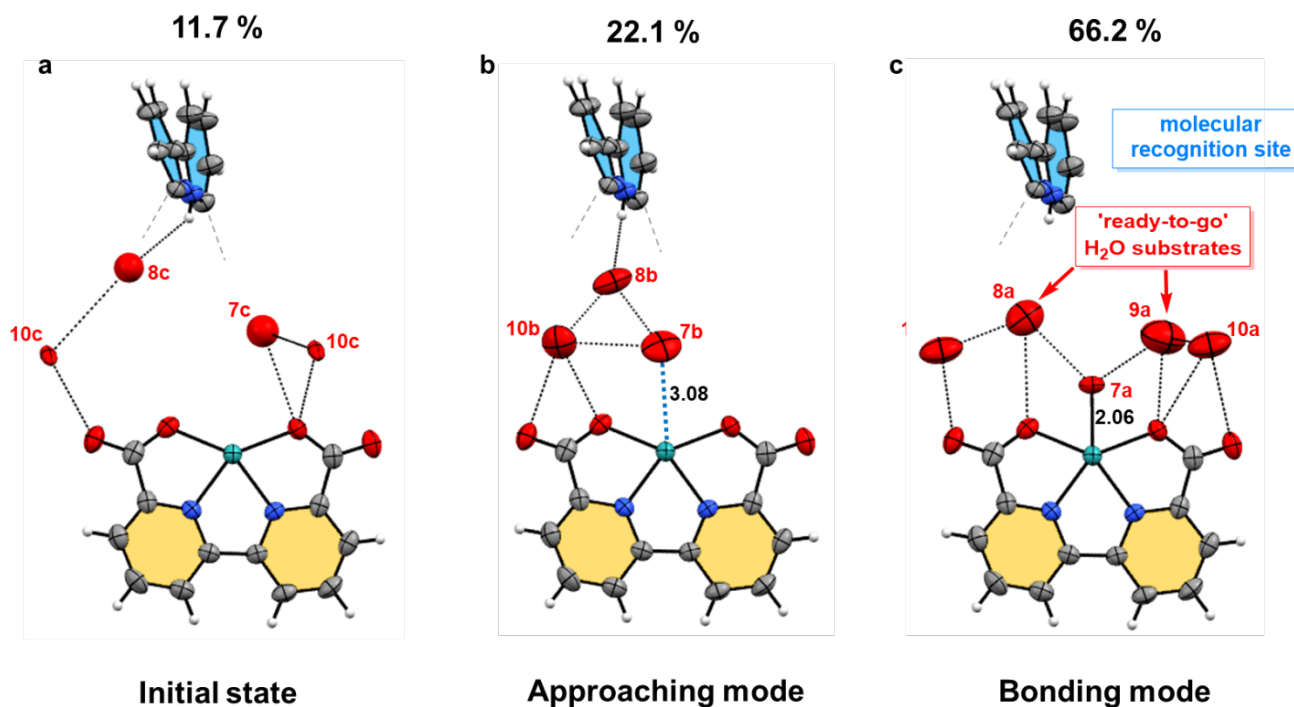 11.7 %
22.1 %
66.2 %
a
b
c
molecular
recognition site
'ready-to-go'
H₂O substrates
8c
8b
8a
9a
10c
7c
10c
10b
7b
1
10a
7a
3.08
2.06
Initial state
Approaching mode
Bonding mode